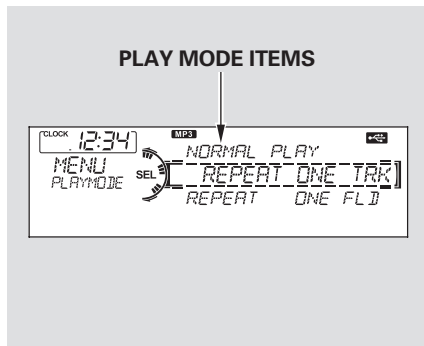 PLAY MODE ITEMS
CLOCK 12:34
MP3
NORMAL PLAY
MENU
PLAYMODE
SEL
REPEAT ONE TRK
REPEAT ONE FLD